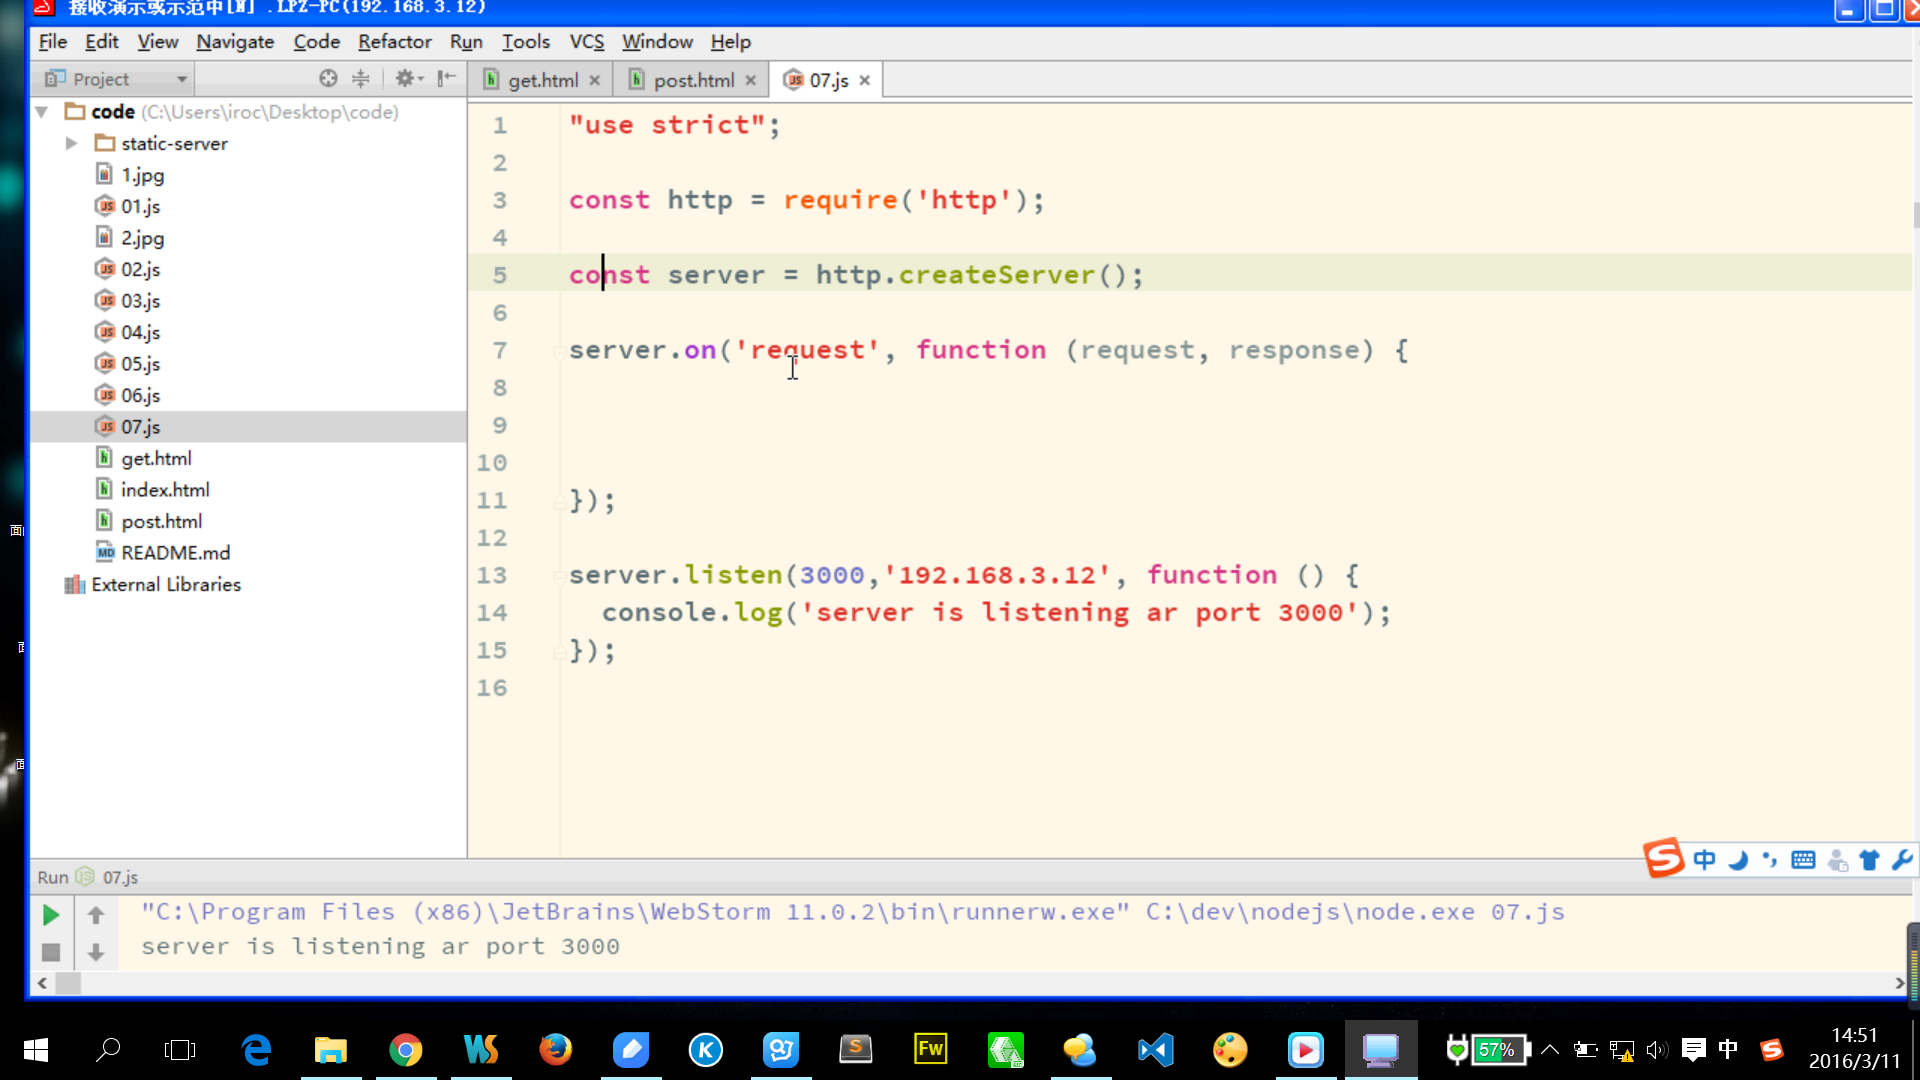 接收演示或示范中[N] .LPZ-PC(192.168.3.12)
File Edit View Navigate Code Refactor Run Tools VCS Window Help
Project
get.html
post.html
07.js
code (C:\Users\iroc\Desktop\code)
static-server
1.jpg
01.js
2.jpg
02.js
03.js
04.js
05.js
06.js
07.js
get.html
index.html
post.html
README.md
External Libraries
1 "use strict";
2
3 const http = require('http');
4
5 const server = http.createServer();
6
7 server.on('request', function (request, response) {
8
9
10
11 });
12
13 server.listen(3000,'192.168.3.12', function () {
14 console.log('server is listening ar port 3000');
15 });
16
中
Run 07.js
"C:\Program Files (x86)\JetBrains\WebStorm 11.0.2\bin\runnerw.exe" C:\dev\nodejs\node.exe 07.js
server is listening ar port 3000
57%
中
14:51
2016/3/11